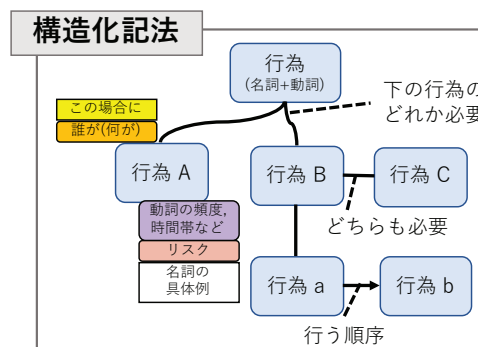 構造化記法
行為
(名詞+動詞)
下の行為の
どれか必要
この場合に
誰が(何が)
行為 A
行為 B
行為 C
動詞の頻度,
時間帯など
リスク
名詞の
具体例
どちらも必要
行為 a
行為 b
行う順序